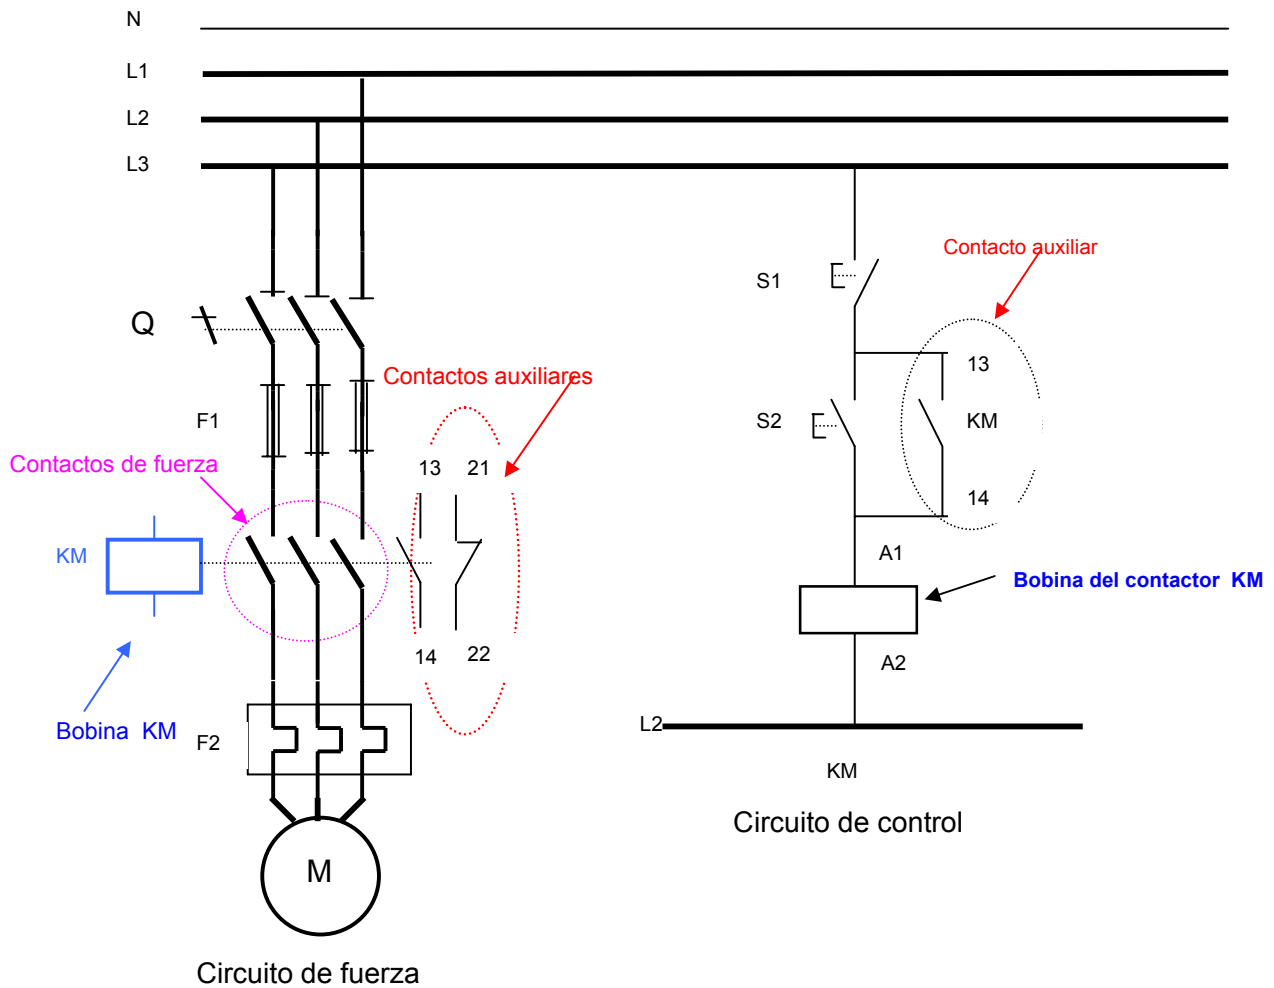 N
L1
L2
L3
Contacto auxiliar
S1
Q
13
Contactos auxiliares
F1
S2
KM
Contactos de fuerza
13 21
14
KM
A1
Bobina del contactor KM
14 22
A2
L2
Bobina KM
F2
KM
Circuito de control
M
Circuito de fuerza